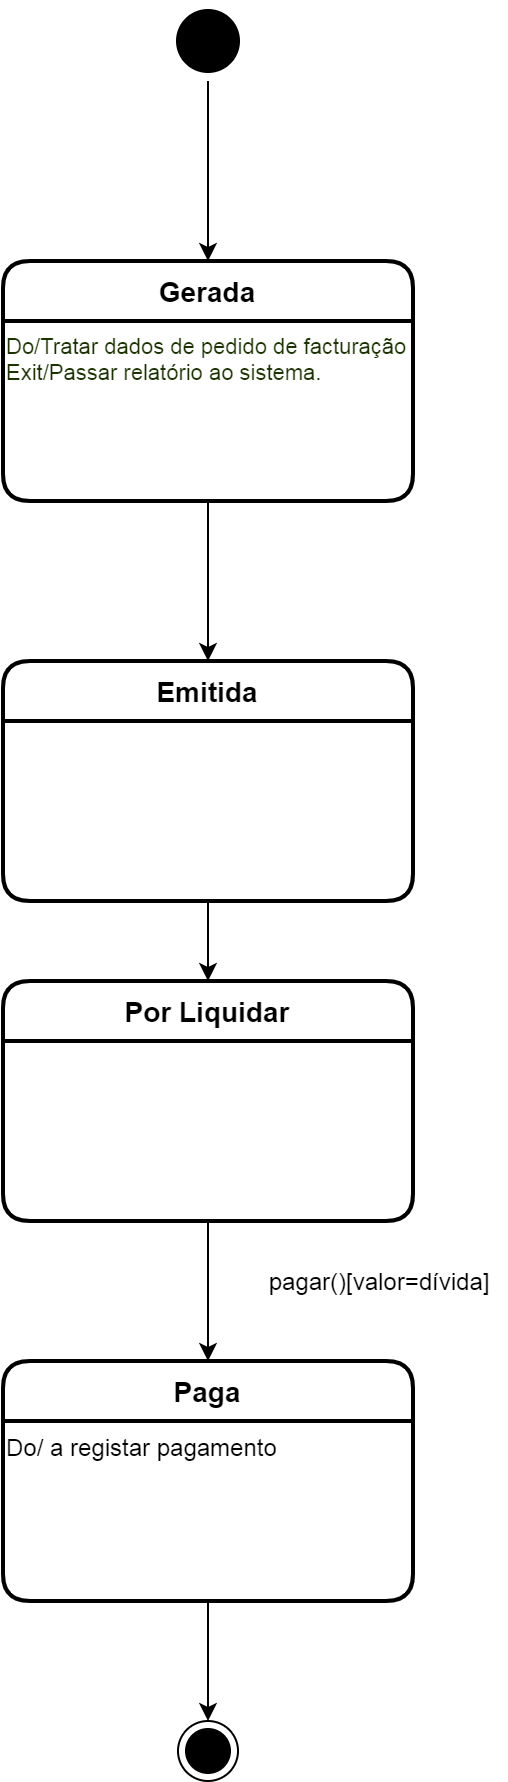 Gerada
Do/Tratar dados de pedido de facturação
Exit/Passar relatório ao sistema.
Emitida
Por Liquidar
pagar()[valor=dívida]
Paga
Do/ a registar pagamento